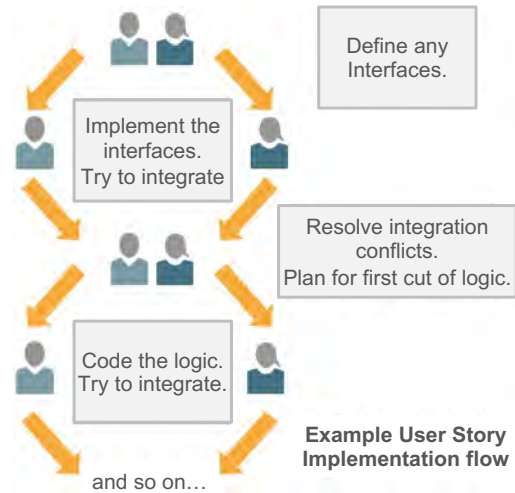 Define any
Interfaces.
Implement the
interfaces.
Try to integrate
Resolve integration
conflicts.
Plan for first cut of logic.
Code the logic.
Try to integrate.
Example User Story
Implementation flow
and so on…